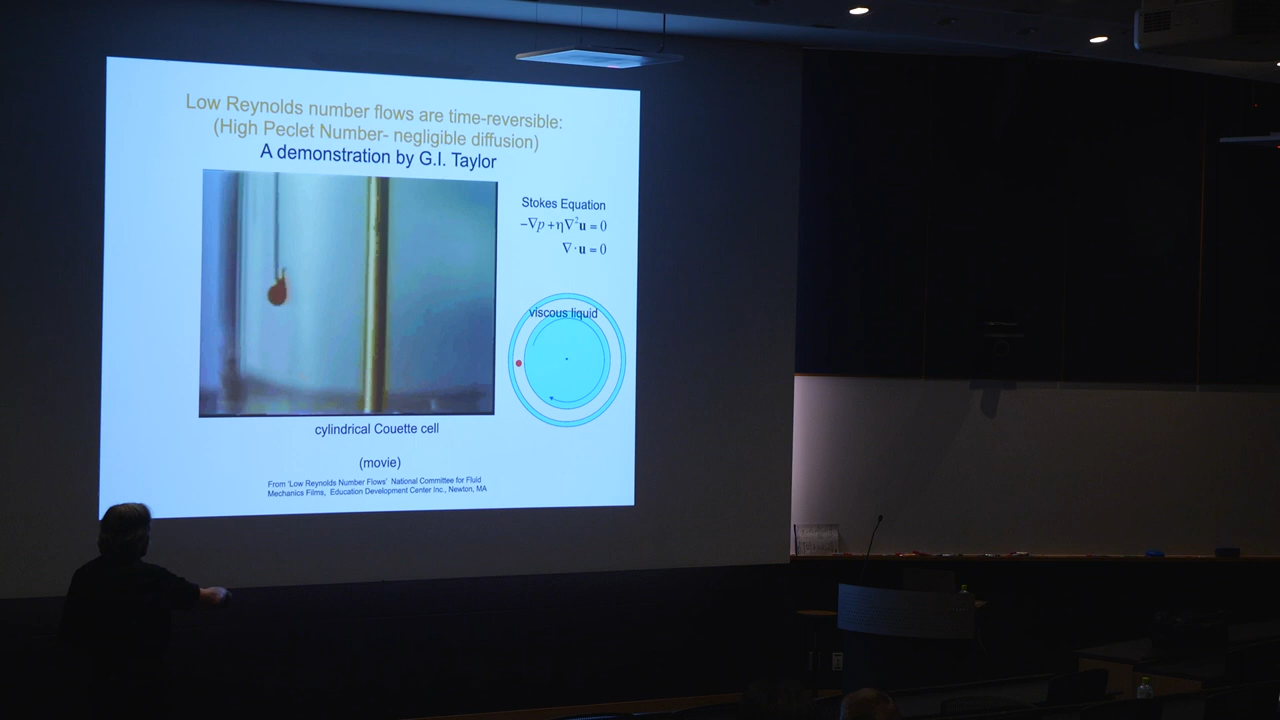 Low Reynolds number flows are time-reversible:
(High Peclet Number- negligible diffusion)
A demonstration by G.I. Taylor
Stokes Equation
−∇p+η∇²u = 0
∇·u = 0
viscous liquid
cylindrical Couette cell
(movie)
From 'Low Reynolds Number Flows' National Committee for Fluid
Mechanics Films, Education Development Center Inc., Newton, MA